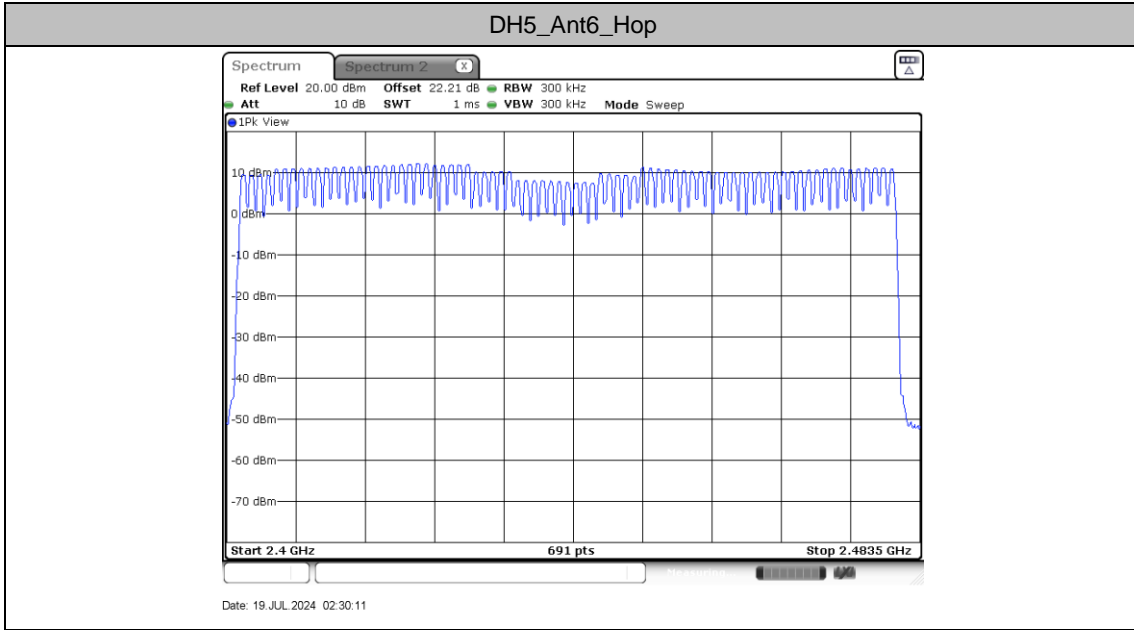 DH5_Ant6_Hop
Spectrum Spectrum 2 X
Ref Level 20.00 dBm Offset 22.21 dB RBW 300 kHz
Att 10 dB SWT 1 ms VBW 300 kHz Mode Sweep
1Pk View
10 dBm
0 dBm
-10 dBm
-20 dBm
-30 dBm
-40 dBm
-50 dBm
-60 dBm
-70 dBm
Start 2.4 GHz 691 pts Stop 2.4835 GHz
Measuring...
Date: 19.JUL.2024 02:30:11